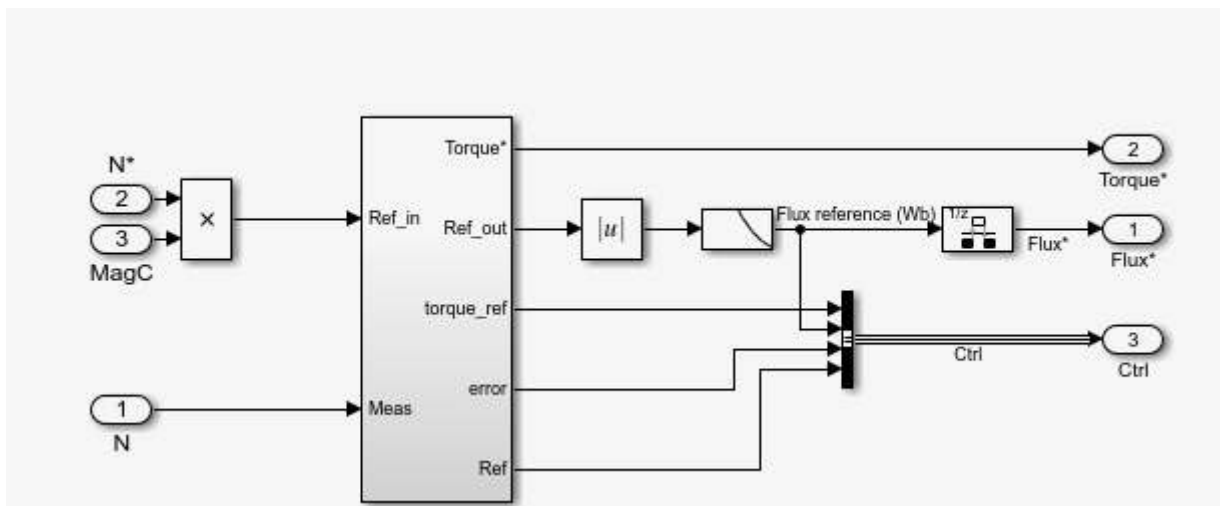 N*
2
3
MagC
×
1
N
Ref_in
Meas
Torque*
Ref_out
torque_ref
error
Ref
|u|
Flux reference (Wb)
1/z
Flux*
Ctrl
2
Torque*
1
Flux*
3
Ctrl